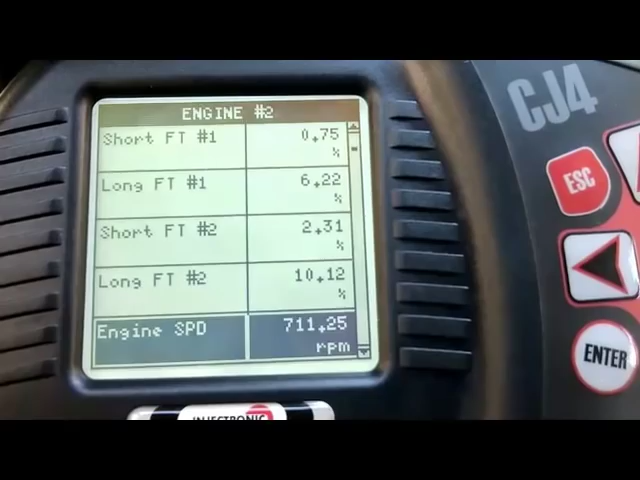 ENGINE #2
Short FT #1 0.75 %
Long FT #1 6.22 %
Short FT #2 2.31 %
Long FT #2 10.12 %
Engine SPD 711.25 rpm
INJECTRONIC
CJ4
ESC
ENTER